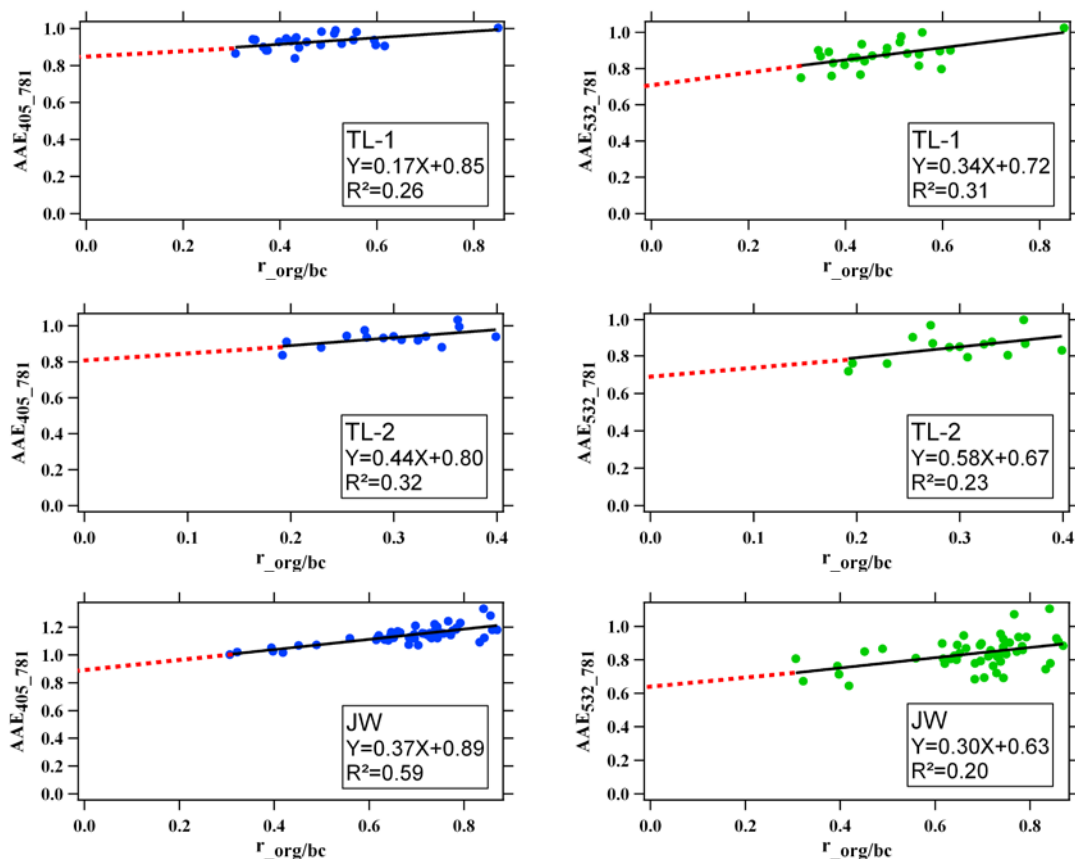 1.0
0.8
0.6
0.4
0.2
0.0
AAE405_781
TL-1
Y=0.17X+0.85
R²=0.26
0.0 0.2 0.4 0.6 0.8
r_org/bc
1.0
0.8
0.6
0.4
0.2
0.0
AAE532_781
TL-1
Y=0.34X+0.72
R²=0.31
0.0 0.2 0.4 0.6 0.8
r_org/bc
1.0
0.8
0.6
0.4
0.2
0.0
AAE405_781
TL-2
Y=0.44X+0.80
R²=0.32
0.0 0.2 0.3 0.4
r_org/bc
1.0
0.8
0.6
0.4
0.2
0.0
AAE532_781
TL-2
Y=0.58X+0.67
R²=0.23
0.0 0.1 0.2 0.3 0.4
r_org/bc
1.2
1.0
0.8
0.6
0.4
0.2
0.0
AAE405_781
JW
Y=0.37X+0.89
R²=0.59
0.0 0.2 0.4 0.6 0.8
r_org/bc
1.0
0.8
0.6
0.4
0.2
0.0
AAE532_781
JW
Y=0.30X+0.63
R²=0.20
0.0 0.2 0.4 0.6 0.8
r_org/bc